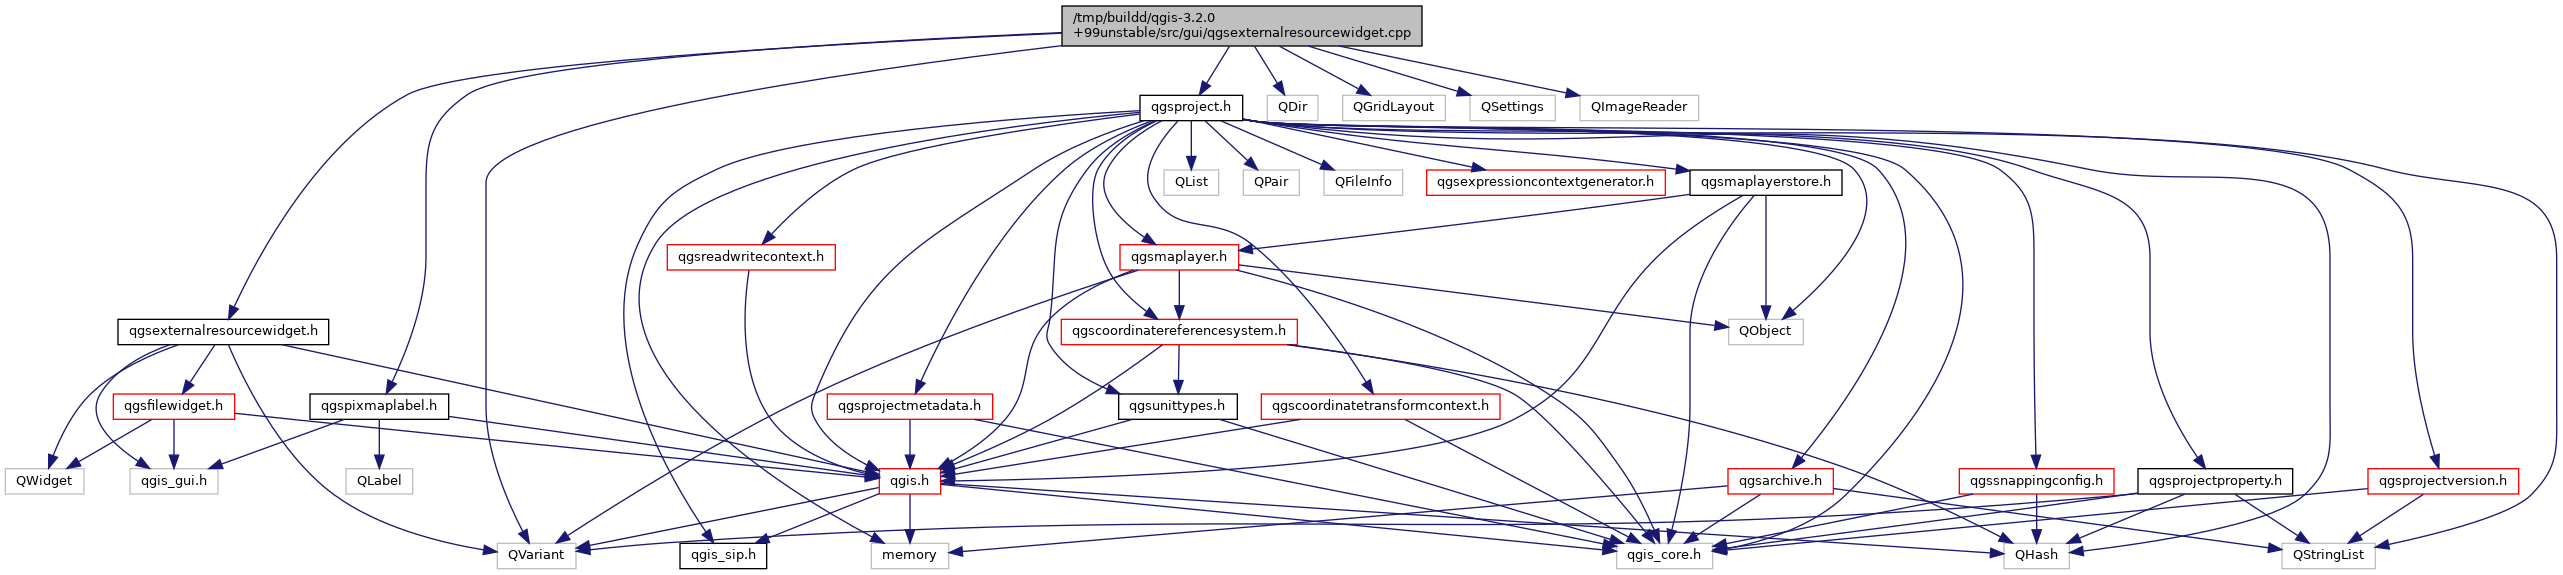 /tmp/buildd/qgis-3.2.0
+99unstable/src/gui/qgsexternalresourcewidget.cpp
qgsproject.h
QDir
QGridLayout
QSettings
QImageReader
QList
QPair
QFileInfo
qgsexpressioncontextgenerator.h
qgsmaplayerstore.h
qgsreadwritecontext.h
qgsmaplayer.h
qgsexternalresourcewidget.h
qgscoordinatereferencesystem.h
QObject
qgsfilewidget.h
qgspixmaplabel.h
qgsprojectmetadata.h
qgsunittypes.h
qgscoordinatetransformcontext.h
QWidget
qgis_gui.h
QLabel
qgis.h
qgsarchive.h
qgssnappingconfig.h
qgsprojectproperty.h
qgsprojectversion.h
QVariant
qgis_sip.h
memory
qgis_core.h
QHash
QStringList